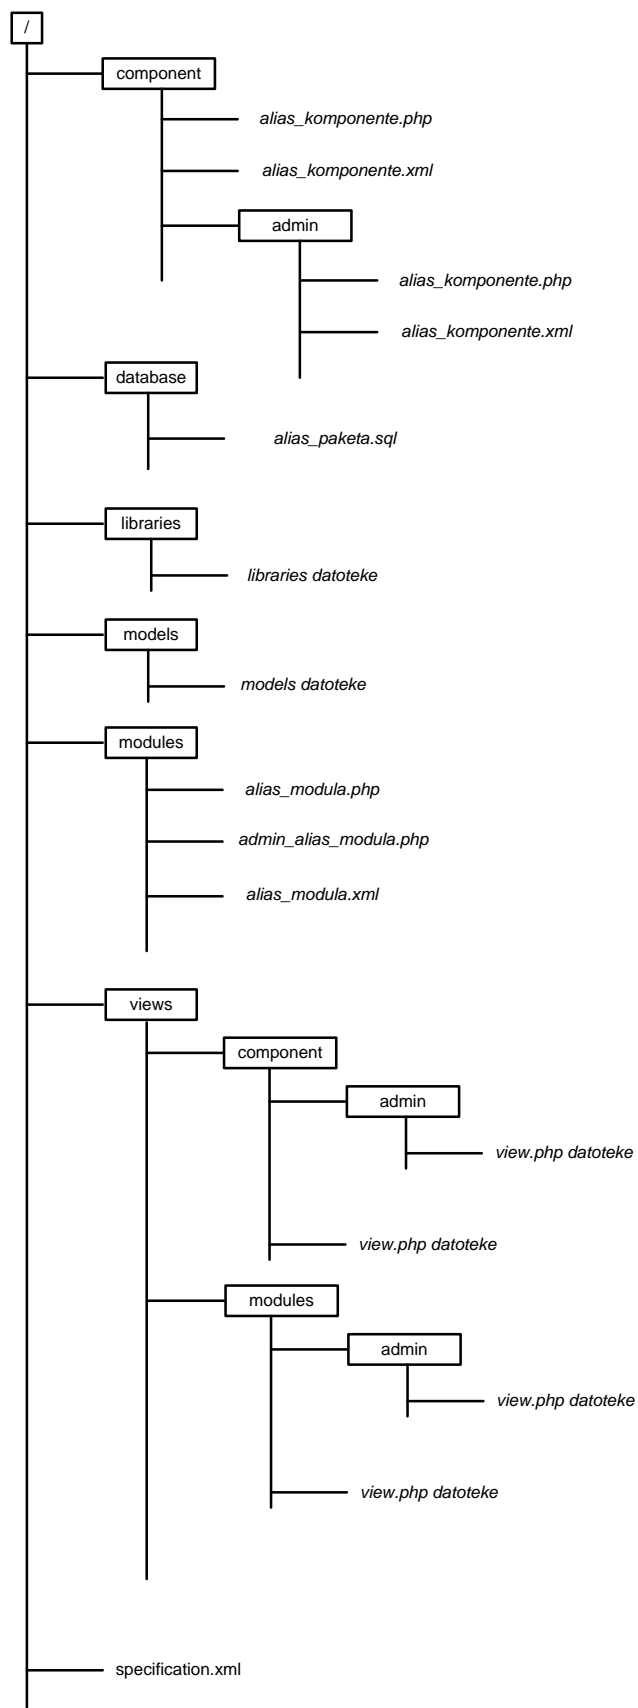 /
component
alias_komponente.php
alias_komponente.xml
admin
alias_komponente.php
alias_komponente.xml
database
alias_paketa.sql
libraries
libraries datoteke
models
models datoteke
modules
alias_modula.php
admin_alias_modula.php
alias_modula.xml
views
component
admin
view.php datoteke
view.php datoteke
modules
admin
view.php datoteke
view.php datoteke
specification.xml